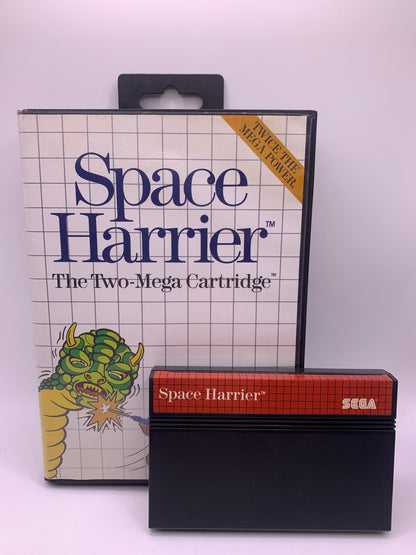 TWICE THE
MEGA POWER.
Space
Harrier™
The Two-Mega Cartridge™
Space Harrier™
SEGA